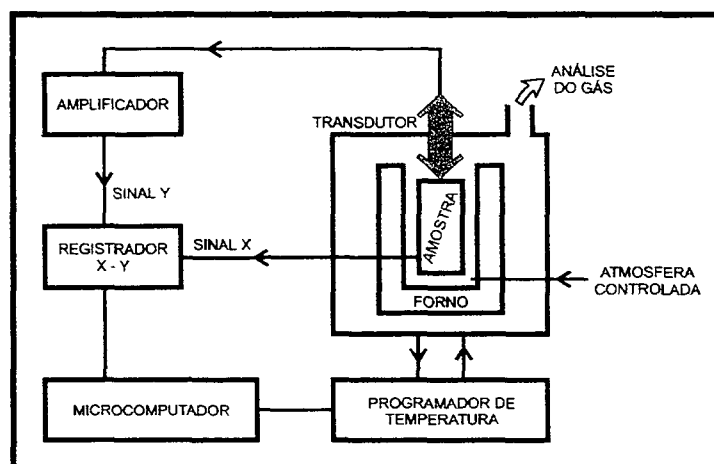 ANÁLISE
DO GÁS
AMPLIFICADOR
TRANSDUTOR
SINAL Y
AMOSTRA
REGISTRADOR
X - Y
SINAL X
ATMOSFERA
CONTROLADA
FORNO
MICROCOMPUTADOR
PROGRAMADOR DE
TEMPERATURA